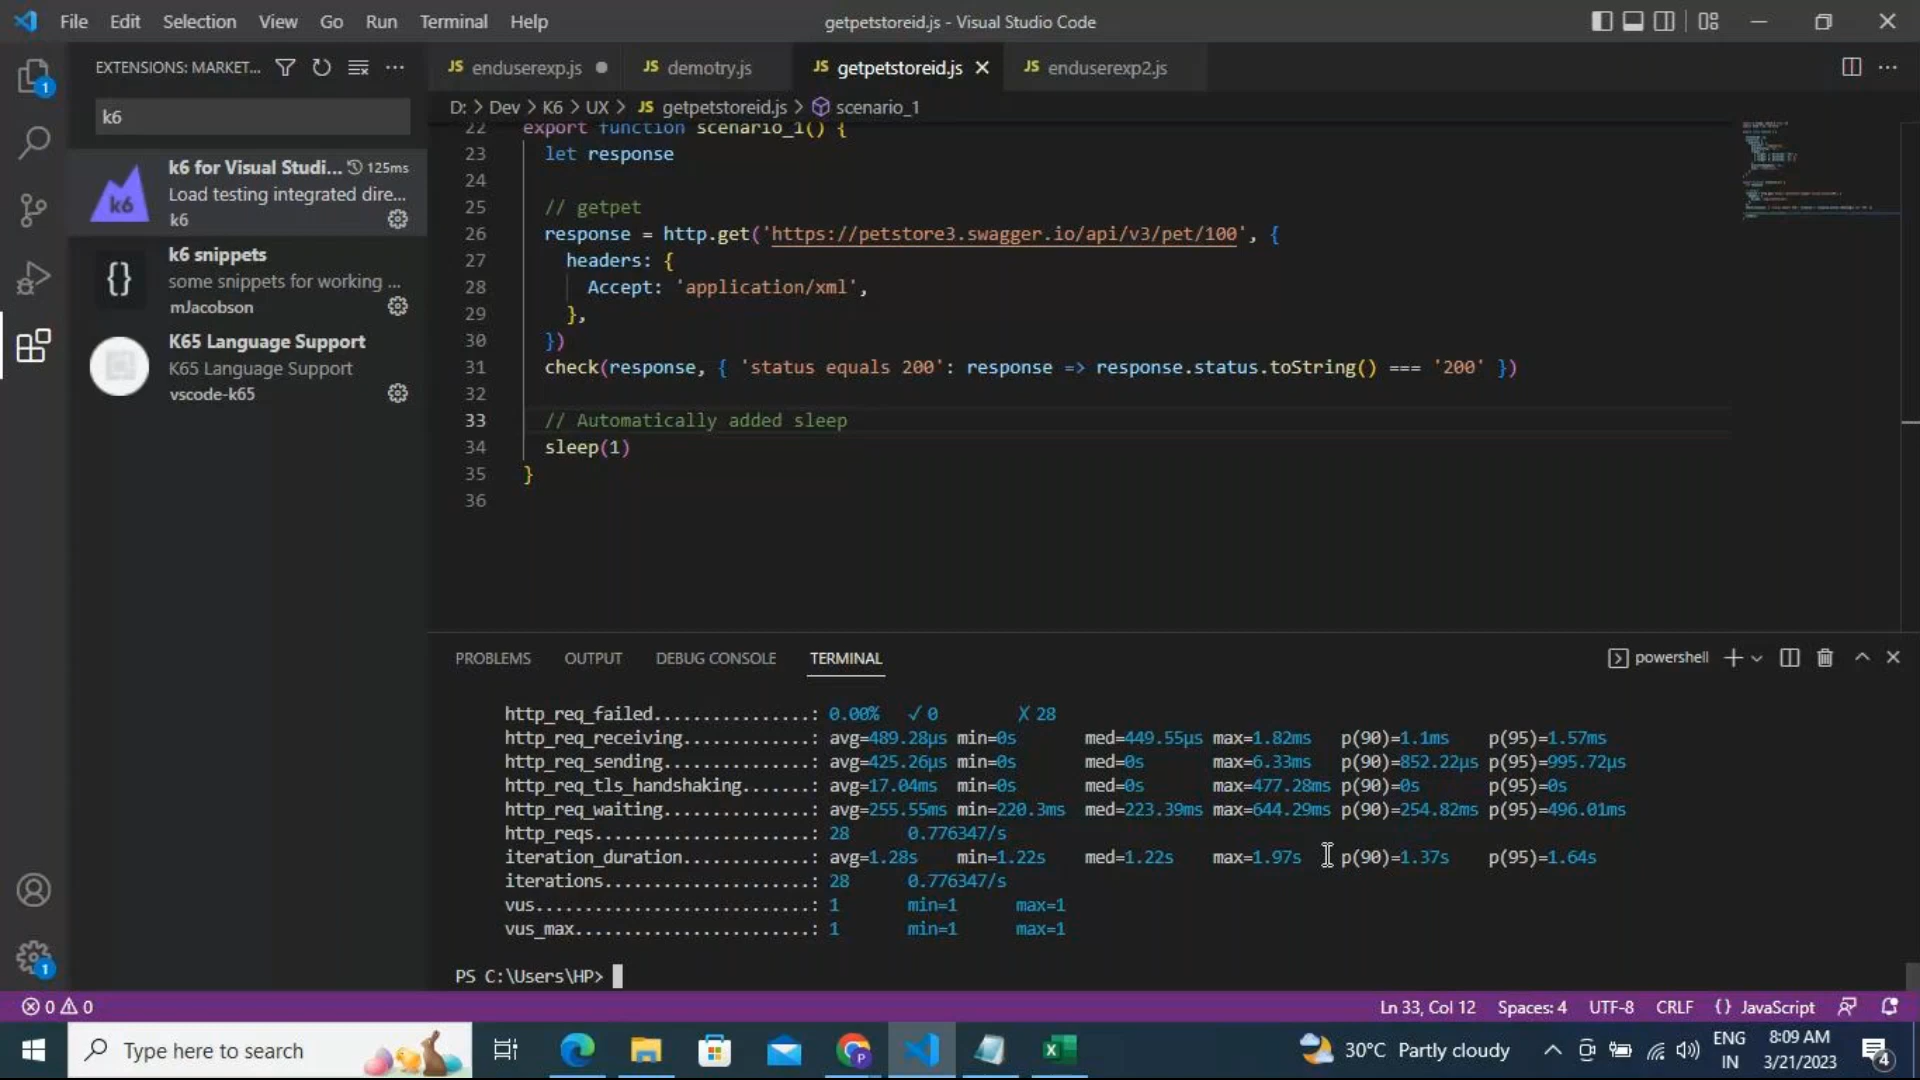 File Edit Selection View Go Run Terminal Help
getpetstoreid.js - Visual Studio Code
EXTENSIONS: MARKET...
k6
k6 for Visual Studi... 125ms
Load testing integrated dire...
k6
k6 snippets
some snippets for working ...
mJacobson
K65 Language Support
K65 Language Support
vscode-k65
JS enduserexp.js
JS demotry.js
JS getpetstoreid.js
JS enduserexp2.js
D: > Dev > K6 > UX > JS getpetstoreid.js > scenario_1
22 export function scenario_1() {
23 let response
24
25 // getpet
26 response = http.get('https://petstore3.swagger.io/api/v3/pet/100', {
27 headers: {
28 Accept: 'application/xml',
29 },
30 })
31 check(response, { 'status equals 200': response => response.status.toString() === '200' })
32
33 // Automatically added sleep
34 sleep(1)
35 }
36
PROBLEMS OUTPUT DEBUG CONSOLE TERMINAL
powershell
http_req_failed................: 0.00% ✓ 0 ✗ 28
http_req_receiving.............: avg=489.28µs min=0s med=449.55µs max=1.82ms p(90)=1.1ms p(95)=1.57ms
http_req_sending...............: avg=425.26µs min=0s med=0s max=6.33ms p(90)=852.22µs p(95)=995.72µs
http_req_tls_handshaking.......: avg=17.04ms min=0s med=0s max=477.28ms p(90)=0s p(95)=0s
http_req_waiting...............: avg=255.55ms min=220.3ms med=223.39ms max=644.29ms p(90)=254.82ms p(95)=496.01ms
http_reqs......................: 28 0.776347/s
iteration_duration.............: avg=1.28s min=1.22s med=1.22s max=1.97s p(90)=1.37s p(95)=1.64s
iterations.....................: 28 0.776347/s
vus............................: 1 min=1 max=1
vus_max........................: 1 min=1 max=1
PS C:\Users\HP>
0 0
Ln 33, Col 12 Spaces: 4 UTF-8 CRLF {} JavaScript
Type here to search
30°C Partly cloudy
ENG
IN
8:09 AM
3/21/2023
4